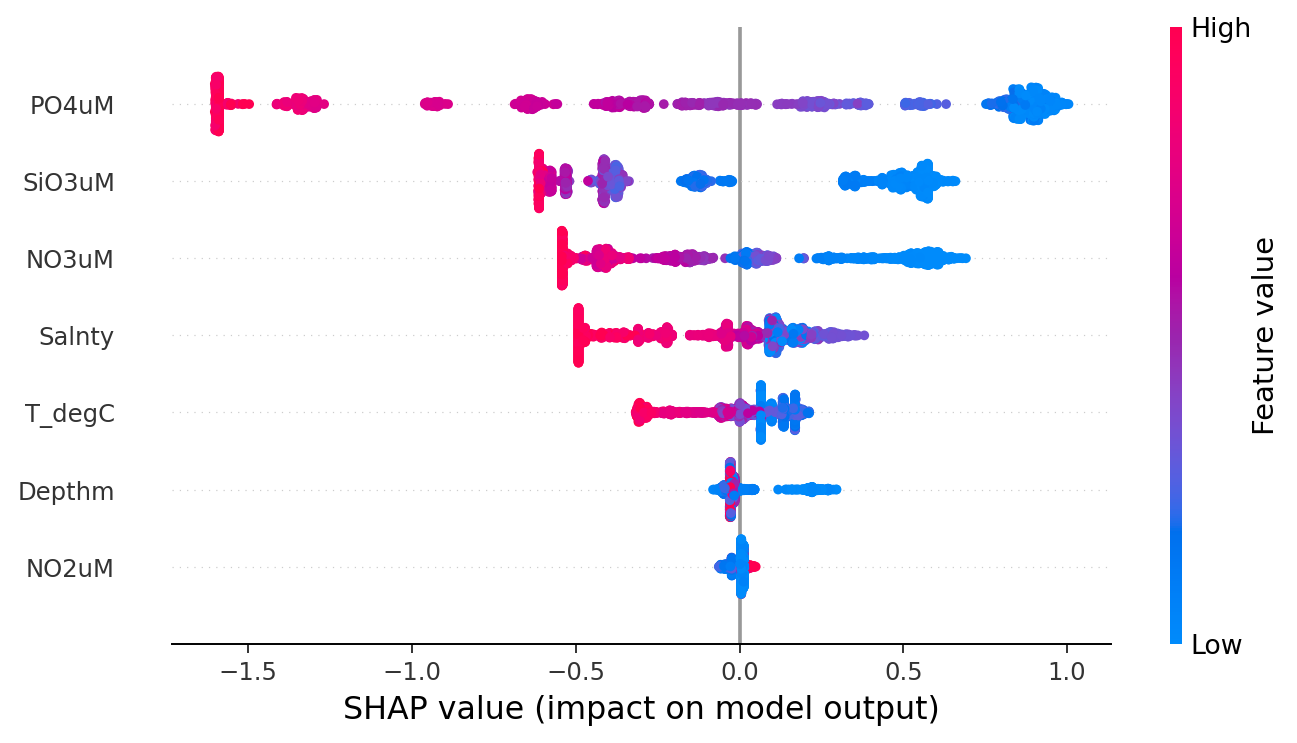 High
PO4uM
SiO3uM
NO3uM
Salnty
T_degC
Depthm
NO2uM
Feature value
Low
−1.5 −1.0 −0.5 0.0 0.5 1.0
SHAP value (impact on model output)